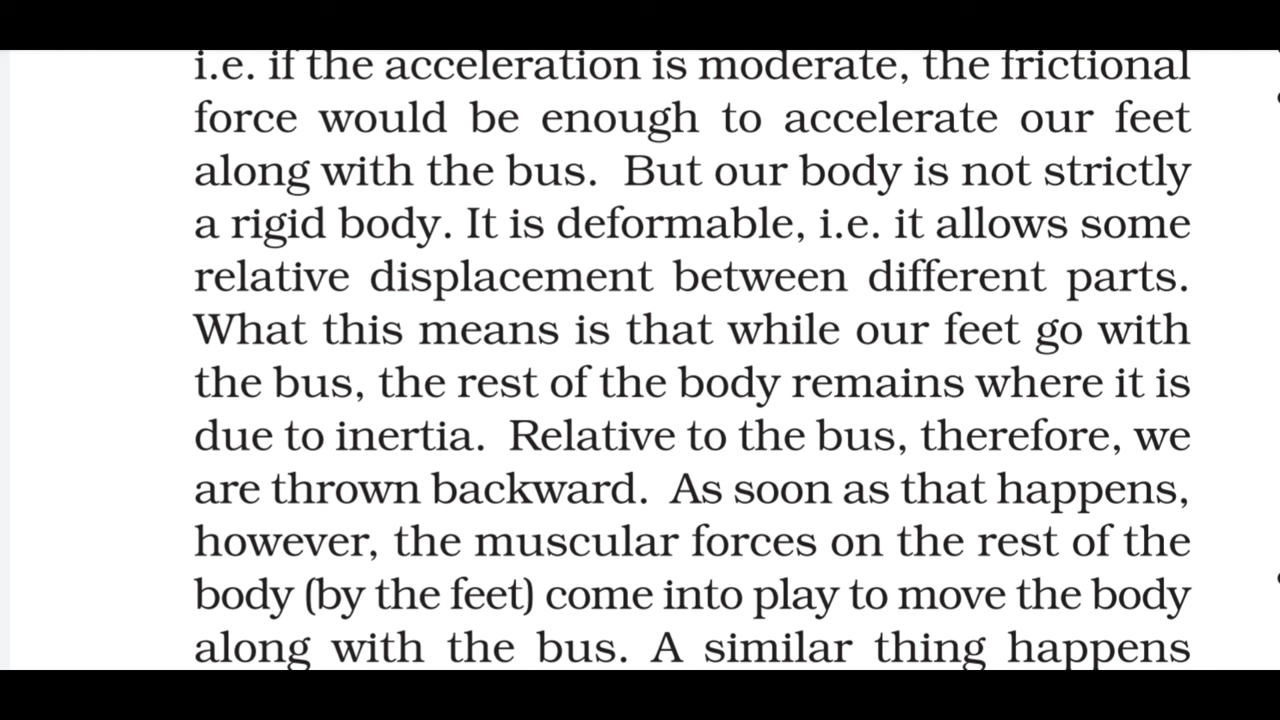 i.e. if the acceleration is moderate, the frictional
force would be enough to accelerate our feet
along with the bus. But our body is not strictly
a rigid body. It is deformable, i.e. it allows some
relative displacement between different parts.
What this means is that while our feet go with
the bus, the rest of the body remains where it is
due to inertia. Relative to the bus, therefore, we
are thrown backward. As soon as that happens,
however, the muscular forces on the rest of the
body (by the feet) come into play to move the body
along with the bus. A similar thing happens